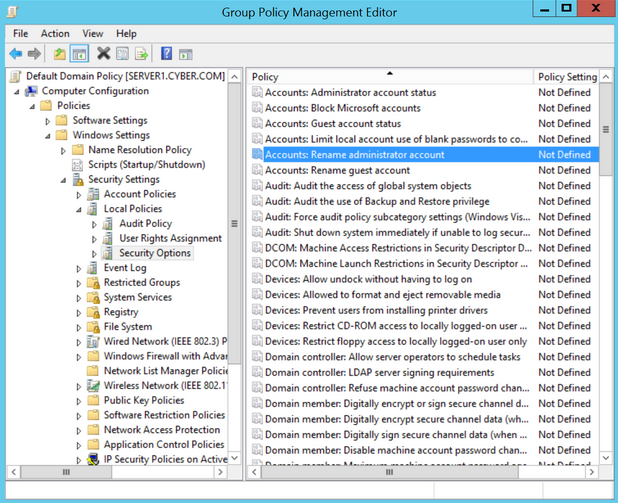 Group Policy Management Editor
File Action View Help
Default Domain Policy [SERVER1.CYBER.COM]
Computer Configuration
Policies
Software Settings
Windows Settings
Name Resolution Policy
Scripts (Startup/Shutdown)
Security Settings
Account Policies
Local Policies
Audit Policy
User Rights Assignment
Security Options
Event Log
Restricted Groups
System Services
Registry
File System
Wired Network (IEEE 802.3) P
Windows Firewall with Advar
Network List Manager Policie
Wireless Network (IEEE 802.11
Public Key Policies
Software Restriction Policies
Network Access Protection
Application Control Policies
IP Security Policies on Active
Policy Policy Setting
Accounts: Administrator account status Not Defined
Accounts: Block Microsoft accounts Not Defined
Accounts: Guest account status Not Defined
Accounts: Limit local account use of blank passwords to co... Not Defined
Accounts: Rename administrator account Not Defined
Accounts: Rename guest account Not Defined
Audit: Audit the access of global system objects Not Defined
Audit: Audit the use of Backup and Restore privilege Not Defined
Audit: Force audit policy subcategory settings (Windows Vis... Not Defined
Audit: Shut down system immediately if unable to log secur... Not Defined
DCOM: Machine Access Restrictions in Security Descriptor D... Not Defined
DCOM: Machine Launch Restrictions in Security Descriptor ... Not Defined
Devices: Allow undock without having to log on Not Defined
Devices: Allowed to format and eject removable media Not Defined
Devices: Prevent users from installing printer drivers Not Defined
Devices: Restrict CD-ROM access to locally logged-on user ... Not Defined
Devices: Restrict floppy access to locally logged-on user only Not Defined
Domain controller: Allow server operators to schedule tasks Not Defined
Domain controller: LDAP server signing requirements Not Defined
Domain controller: Refuse machine account password chan... Not Defined
Domain member: Digitally encrypt or sign secure channel d... Not Defined
Domain member: Digitally encrypt secure channel data (wh... Not Defined
Domain member: Digitally sign secure channel data (when ... Not Defined
Domain member: Disable machine account password chan... Not Defined
Domain member: Maximum machine account password age Not Defined